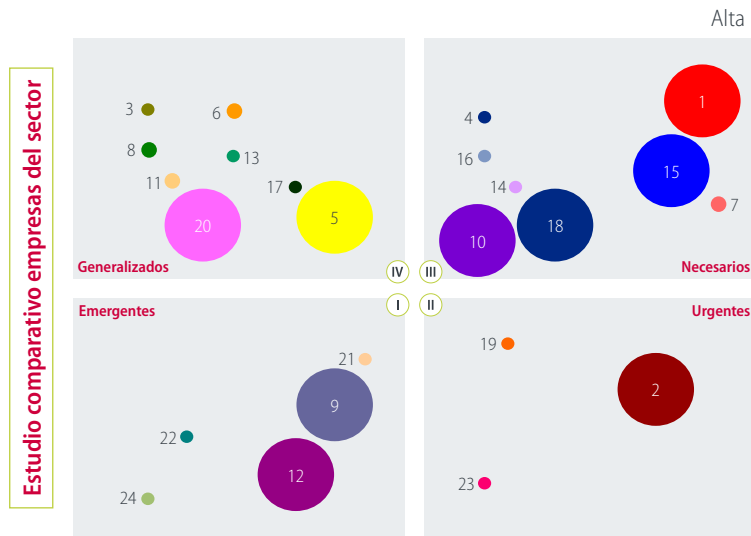 Alta
Estudio comparativo empresas del sector
3
6
8
13
11
17
20
5
Generalizados
IV
4
1
16
15
14
7
10
18
III
Necesarios
Emergentes
I
21
9
22
12
24
II
Urgentes
19
2
23